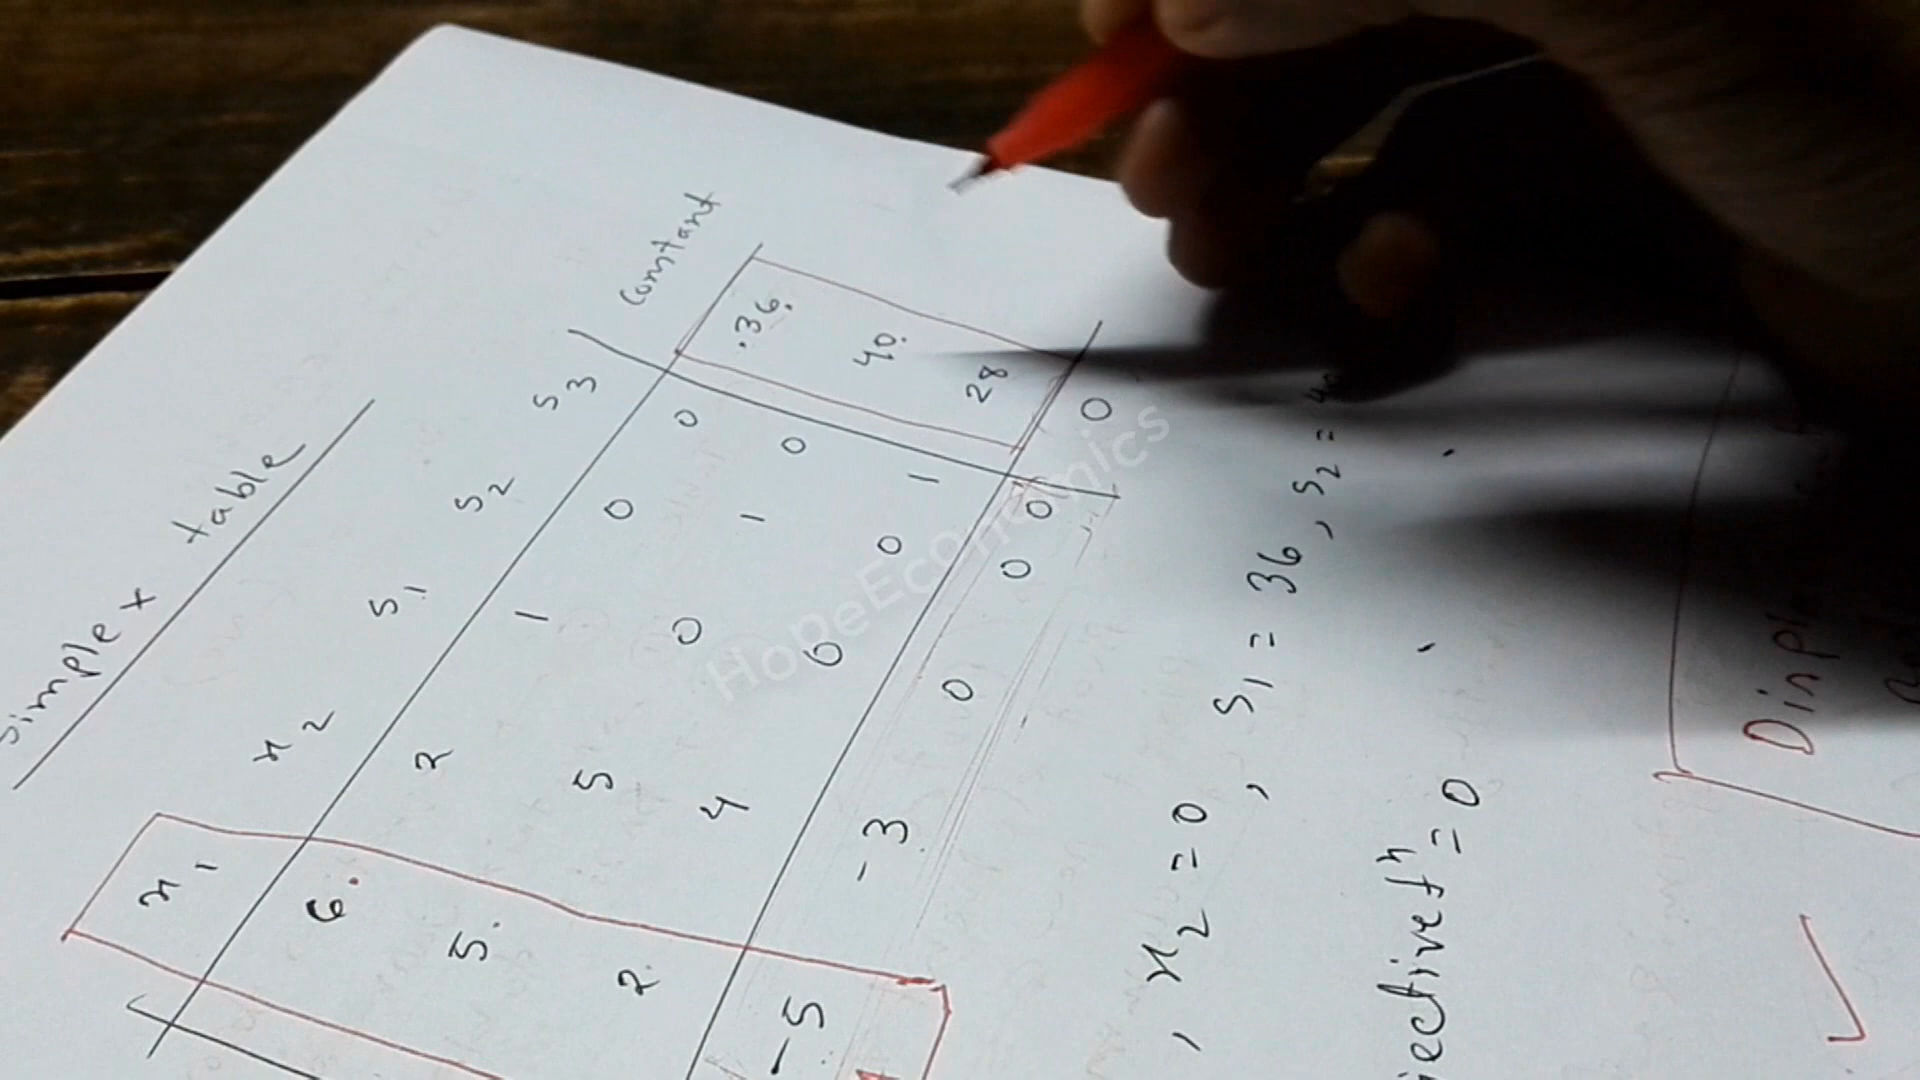 Simplex table
x1 x2 s1 s2 s3 Constant
6. 2 1 0 0 .36.
5. 5 0 1 0 40.
2. 4 0 0 1 28
-5 -3 0 0 0 0
, x2 = 0 , s1 = 36 , s2 = 40
jective fn = 0
HoPeEconomics